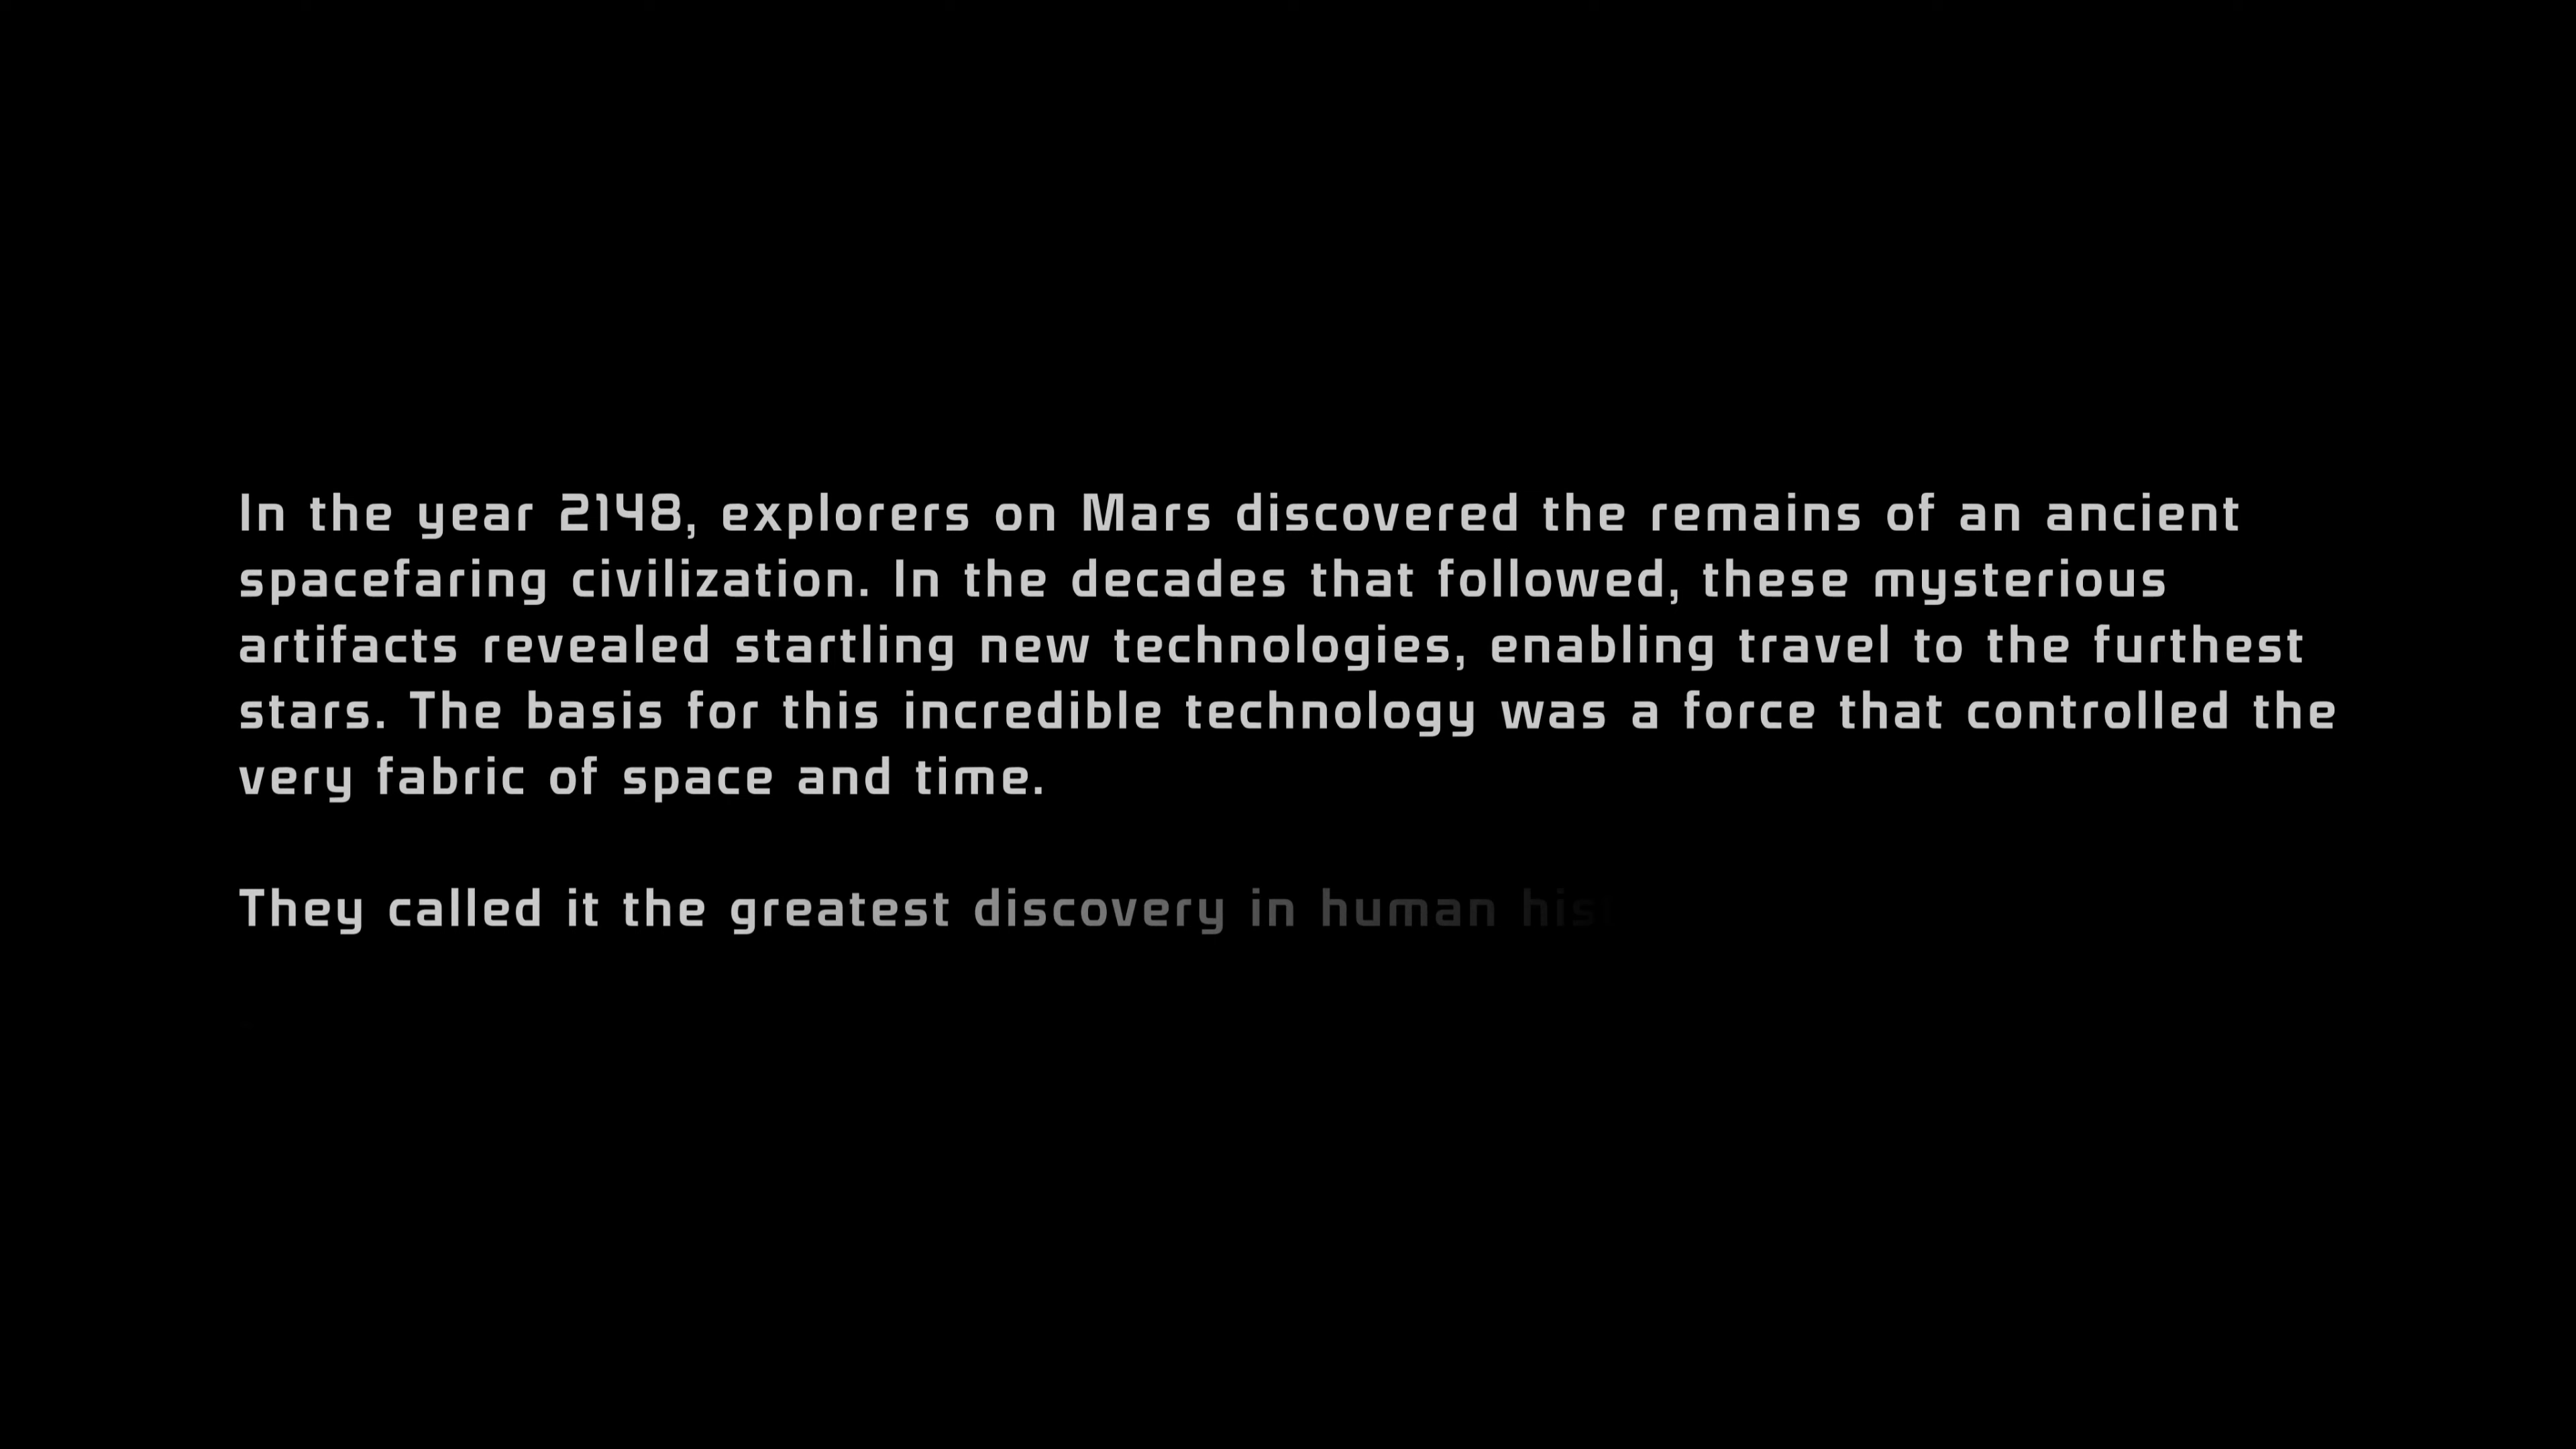 In the year 2148, explorers on Mars discovered the remains of an ancient
spacefaring civilization. In the decades that followed, these mysterious
artifacts revealed startling new technologies, enabling travel to the furthest
stars. The basis for this incredible technology was a force that controlled the
very fabric of space and time.
They called it the greatest discovery in human his